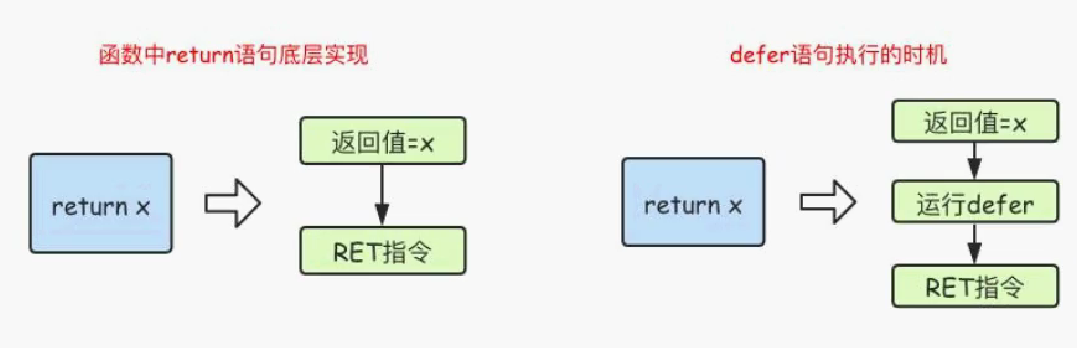 函数中return语句底层实现
return x
返回值=x
RET指令
defer语句执行的时机
return x
返回值=x
运行defer
RET指令